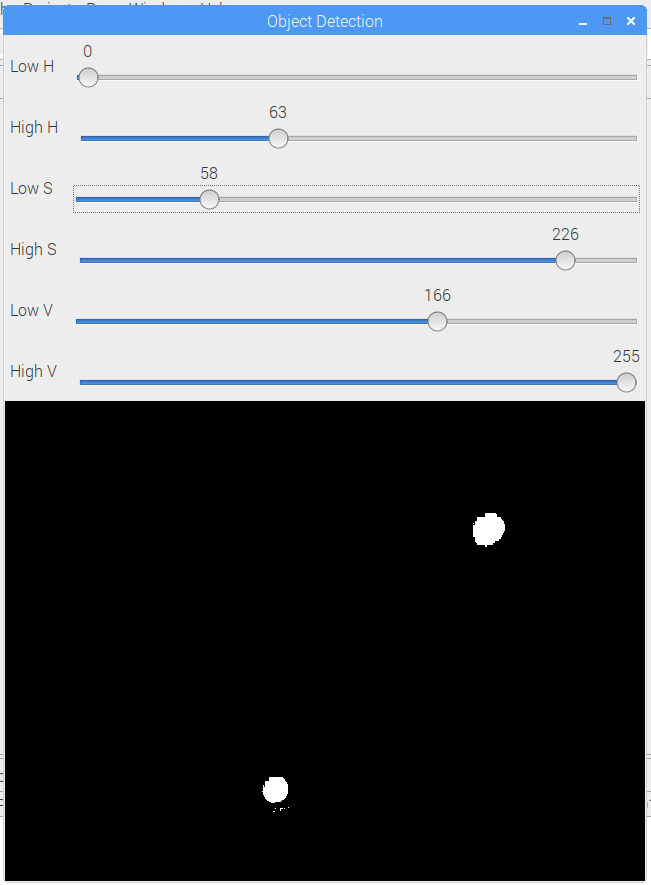 Object Detection
0
Low H
63
High H
58
Low S
226
High S
166
Low V
255
High V